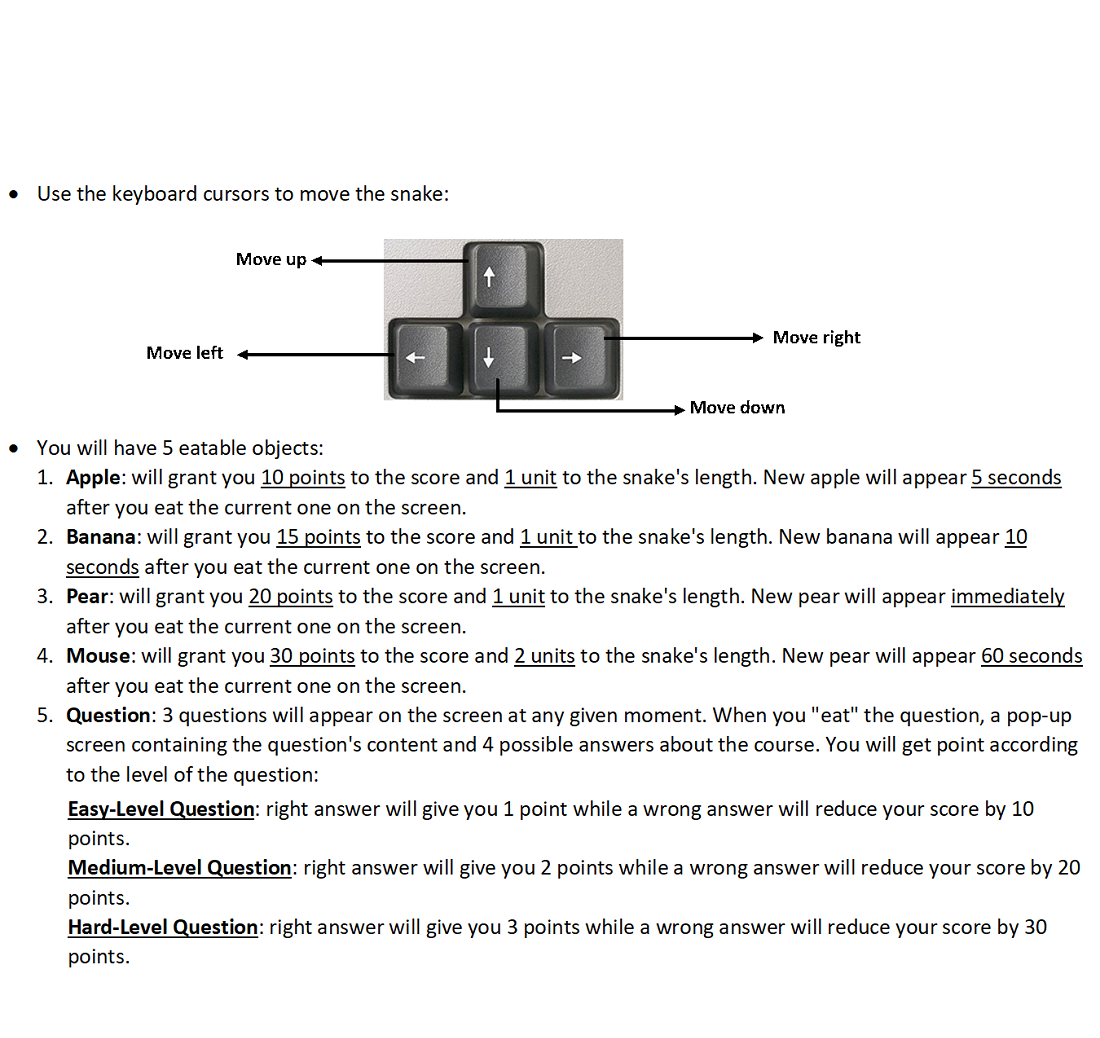 • Use the keyboard cursors to move the snake:
Move up
Move left
Move right
Move down
• You will have 5 eatable objects:
1. Apple: will grant you 10 points to the score and 1 unit to the snake's length. New apple will appear 5 seconds
after you eat the current one on the screen.
2. Banana: will grant you 15 points to the score and 1 unit to the snake's length. New banana will appear 10
seconds after you eat the current one on the screen.
3. Pear: will grant you 20 points to the score and 1 unit to the snake's length. New pear will appear immediately
after you eat the current one on the screen.
4. Mouse: will grant you 30 points to the score and 2 units to the snake's length. New pear will appear 60 seconds
after you eat the current one on the screen.
5. Question: 3 questions will appear on the screen at any given moment. When you "eat" the question, a pop-up
screen containing the question's content and 4 possible answers about the course. You will get point according
to the level of the question:
Easy-Level Question: right answer will give you 1 point while a wrong answer will reduce your score by 10
points.
Medium-Level Question: right answer will give you 2 points while a wrong answer will reduce your score by 20
points.
Hard-Level Question: right answer will give you 3 points while a wrong answer will reduce your score by 30
points.